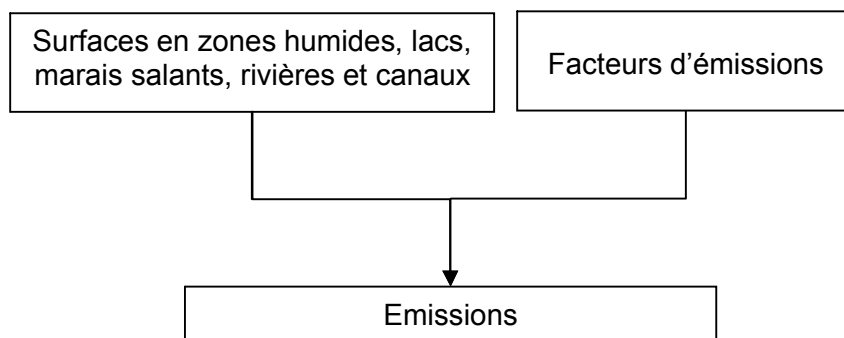 Surfaces en zones humides, lacs,
marais salants, rivières et canaux
Facteurs d’émissions
Emissions